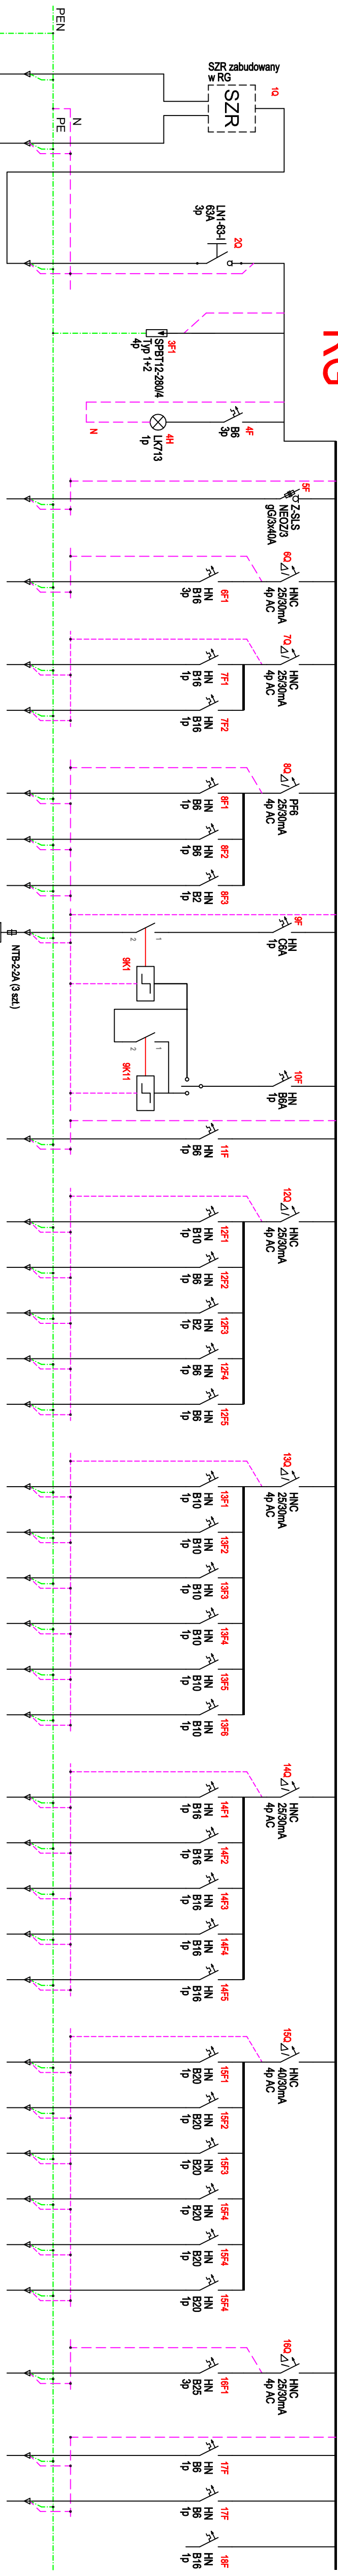 RG
SZR zabudowany
w RG
1Q
SZR
PEN
N
PE
2Q
LN1-63-I
63A
3p
3F1
SPBT12-280/4
Typ 1+2
4p
4F
B6
3p
4H
LK713
1p
N
5F
Z-SLS
NEOZ/3
gG/3x40A
6Q
HNC
25/30mA
4p AC
6F1
HN
B16
3p
7Q
HNC
25/30mA
4p AC
7F1
HN
B16
1p
7F2
HN
B16
1p
8Q
PF6
25/30mA
4p AC
8F1
HN
B6
1p
8F2
HN
B6
1p
8F3
HN
B2
1p
9F
HN
C6A
1p
1
2
9K1
NTB-2-2A (3 szt.)
1
2
9K11
10F
HN
B6A
1p
11F
HN
B6
1p
12Q
HNC
25/30mA
4p AC
12F1
HN
B10
1p
12F2
HN
B6
1p
12F3
HN
B2
1p
12F4
HN
B6
1p
12F5
HN
B6
1p
13Q
HNC
25/30mA
4p AC
13F1
HN
B10
1p
13F2
HN
B10
1p
13F3
HN
B10
1p
13F4
HN
B10
1p
13F5
HN
B10
1p
13F6
HN
B10
1p
14Q
HNC
25/30mA
4p AC
14F1
HN
B16
1p
14F2
HN
B16
1p
14F3
HN
B16
1p
14F4
HN
B16
1p
14F5
HN
B16
1p
15Q
HNC
40/30mA
4p AC
15F1
HN
B20
1p
15F2
HN
B20
1p
15F3
HN
B20
1p
15F4
HN
B20
1p
15F4
HN
B20
1p
15F4
HN
B20
1p
16Q
HNC
25/30mA
4p AC
16F1
HN
B25
3p
17F
HN
B6
1p
17F
HN
B6
1p
18F
HN
B16
1p